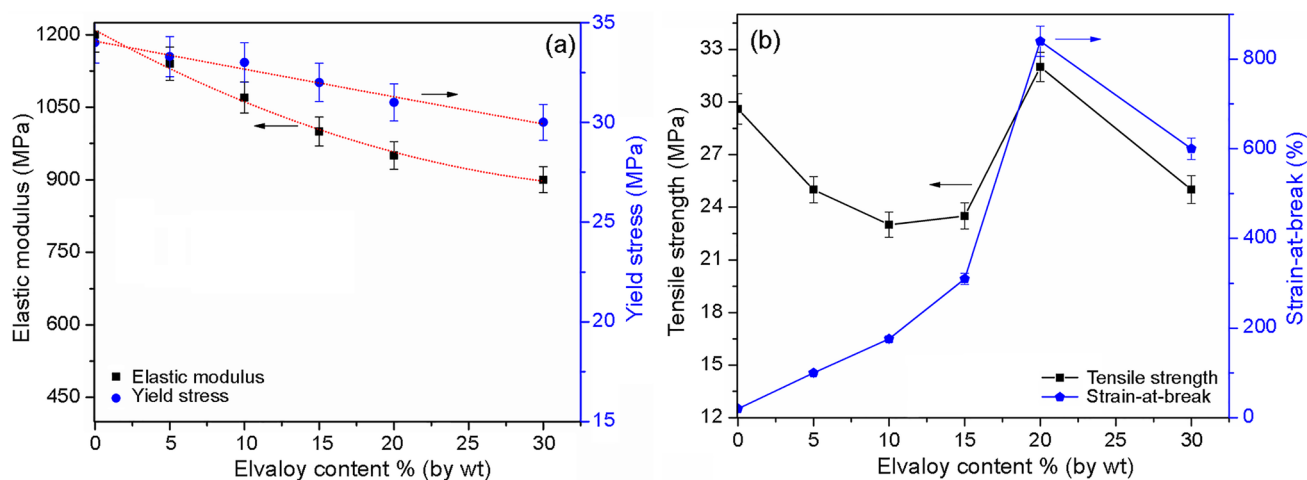 (a)
Elastic modulus (MPa)
1200
1050
900
750
600
450
35
30
25
20
15
Yield stress (MPa)
Elastic modulus
Yield stress
0 5 10 15 20 30
Elvaloy content % (by wt)
(b)
Tensile strength (MPa)
33
30
27
24
21
18
15
12
800
600
400
200
0
Strain-at-break (%)
Tensile strength
Strain-at-break
0 5 10 15 20 30
Elvaloy content % (by wt)